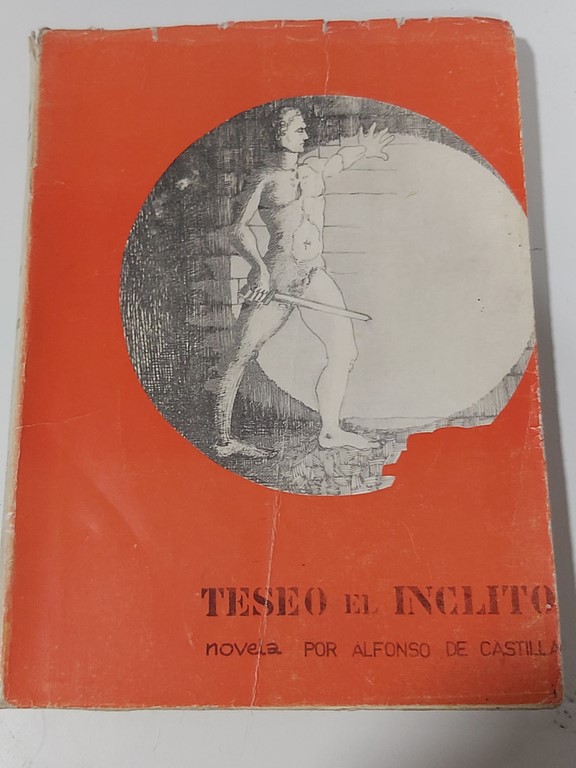 TESEO EL INCLITO
novela POR ALFONSO DE CASTILLA